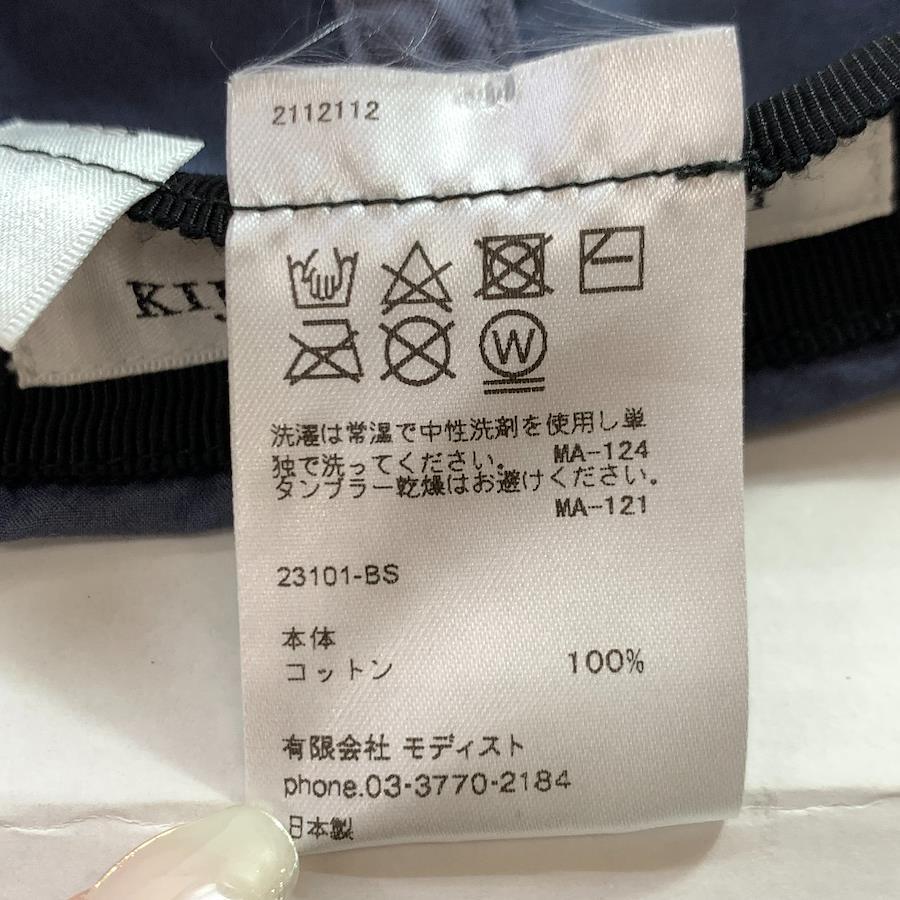 2112112
KI
W
洗濯は常温で中性洗剤を使用し単
独で洗ってください。 MA-124
タンブラー乾燥はお避けください。
MA-121
23101-BS
本体
コットン 100%
有限会社 モディスト
phone.03-3770-2184
日本製